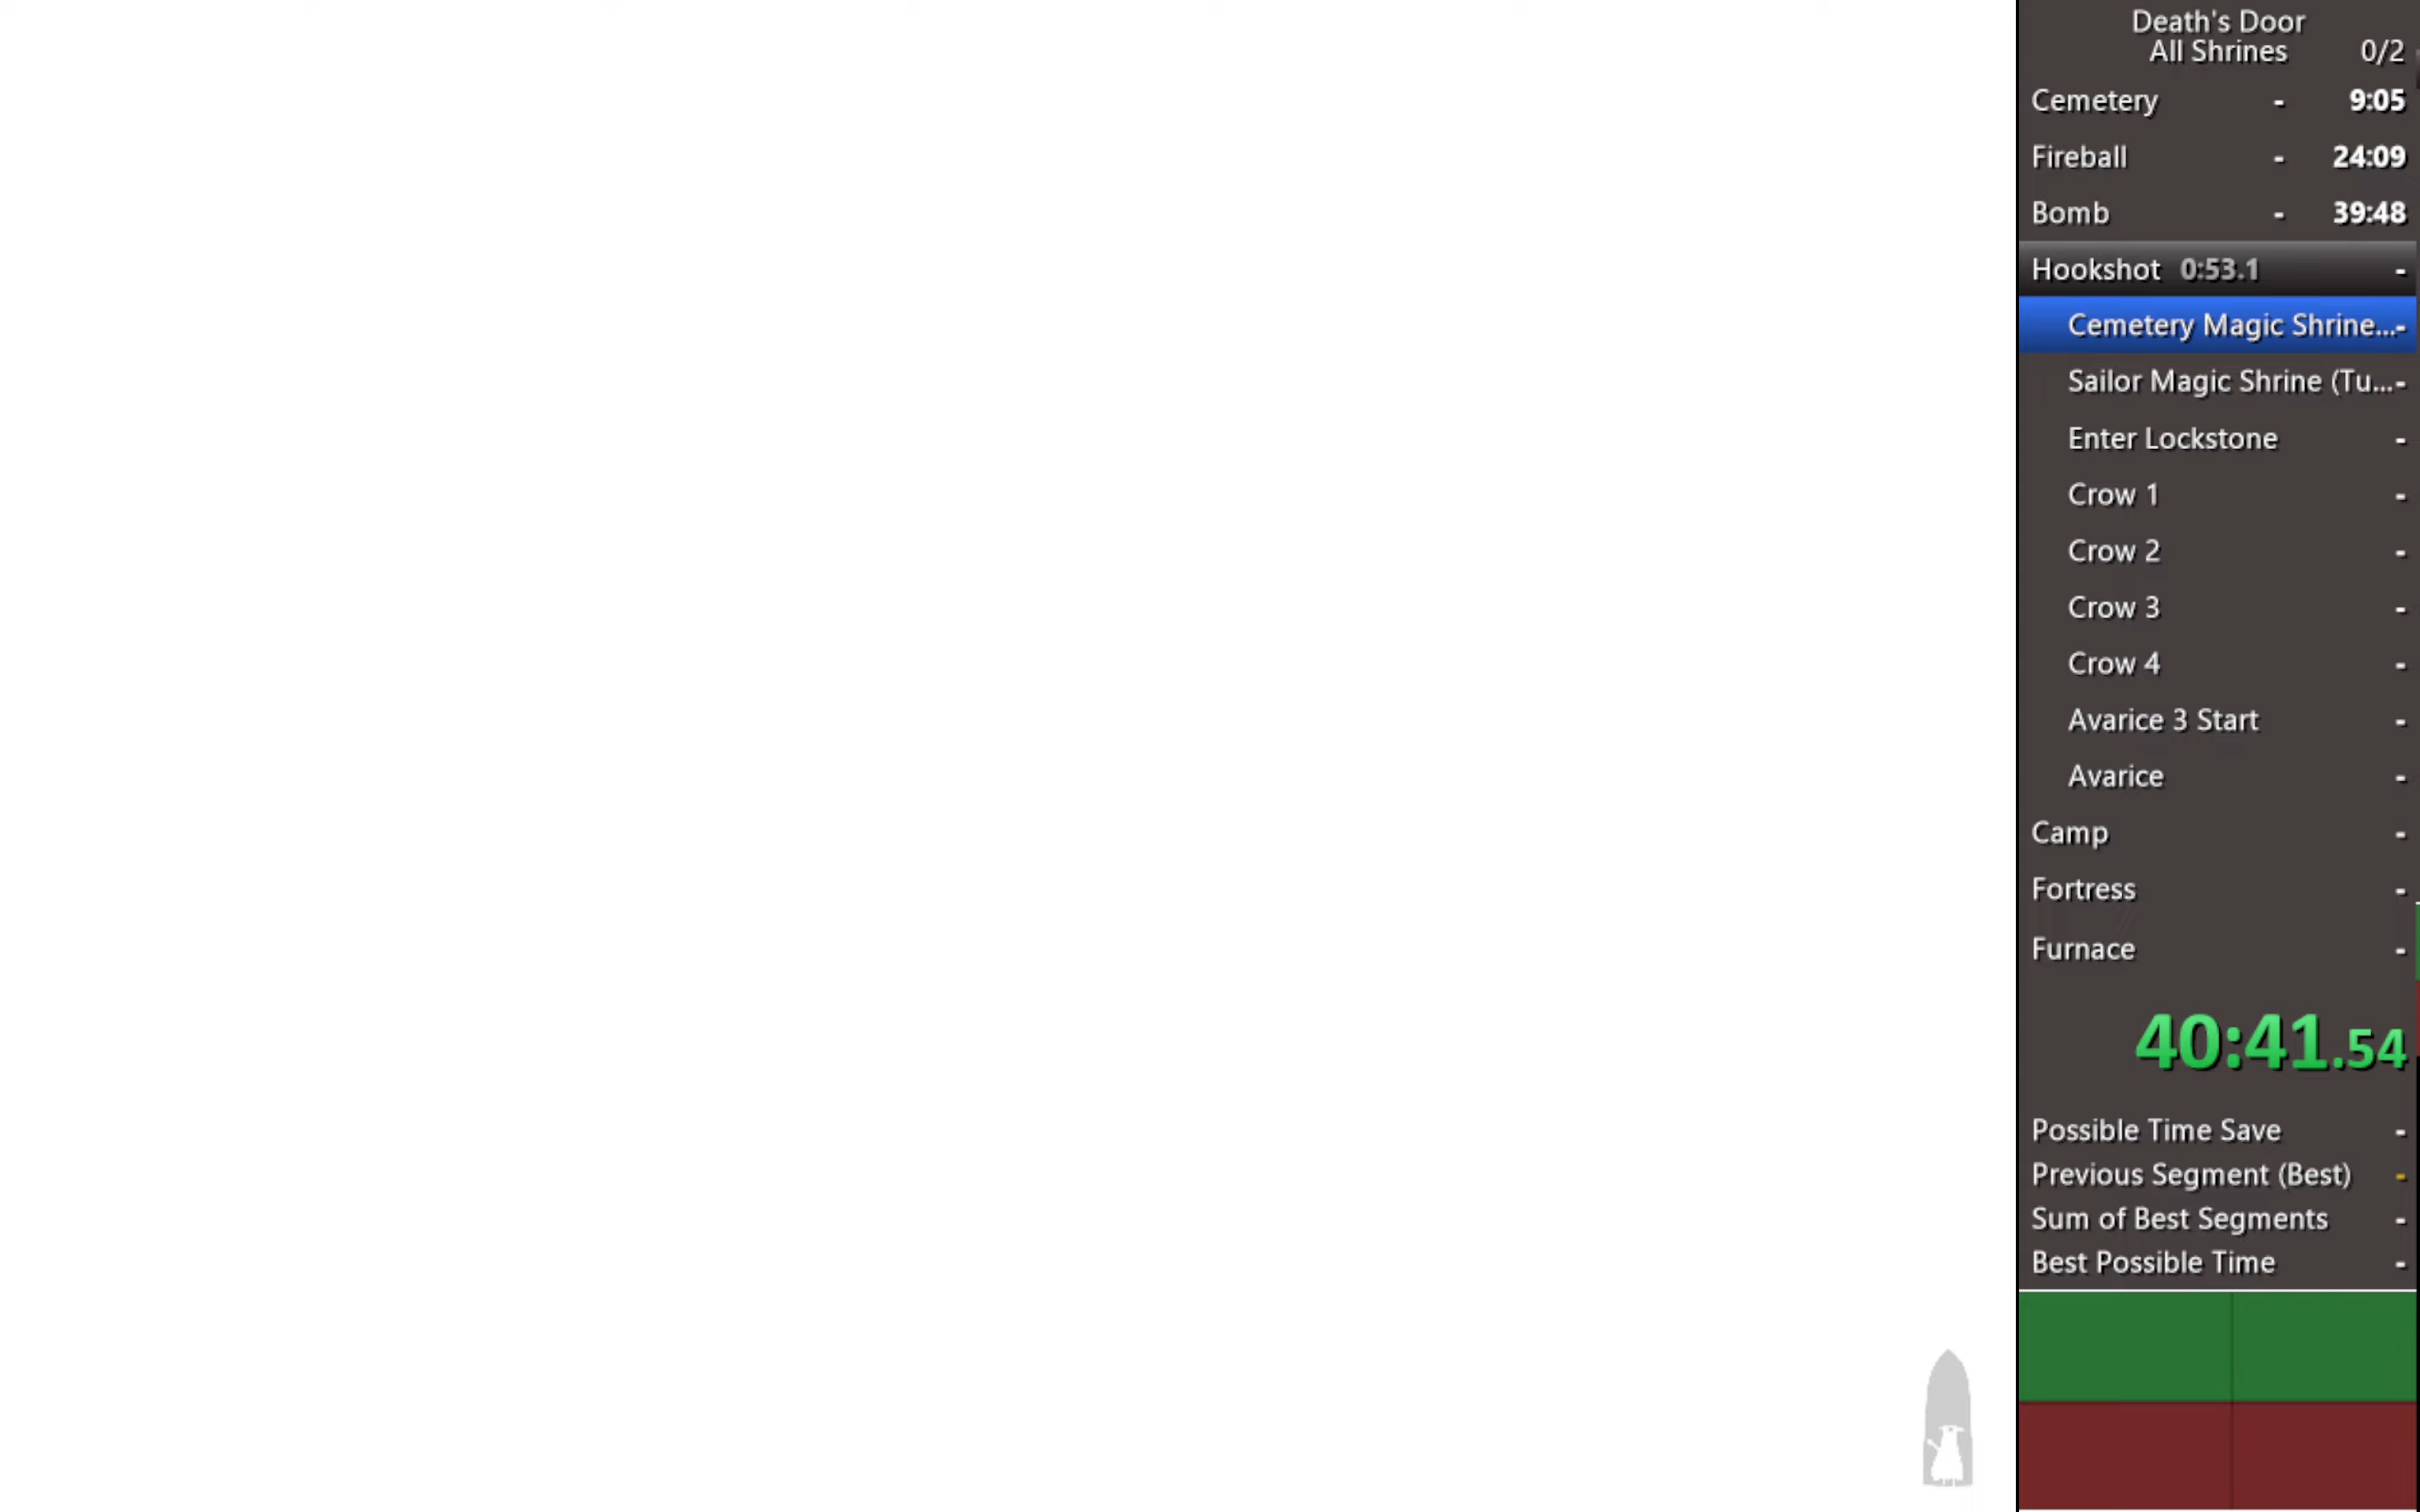 Death's Door
All Shrines 0/2
Cemetery - 9:05
Fireball - 24:09
Bomb - 39:48
Hookshot 0:53.1 -
Cemetery Magic Shrine...-
Sailor Magic Shrine (Tu...-
Enter Lockstone -
Crow 1 -
Crow 2 -
Crow 3 -
Crow 4 -
Avarice 3 Start -
Avarice -
Camp -
Fortress -
Furnace -
40:41.54
Possible Time Save -
Previous Segment (Best) -
Sum of Best Segments -
Best Possible Time -